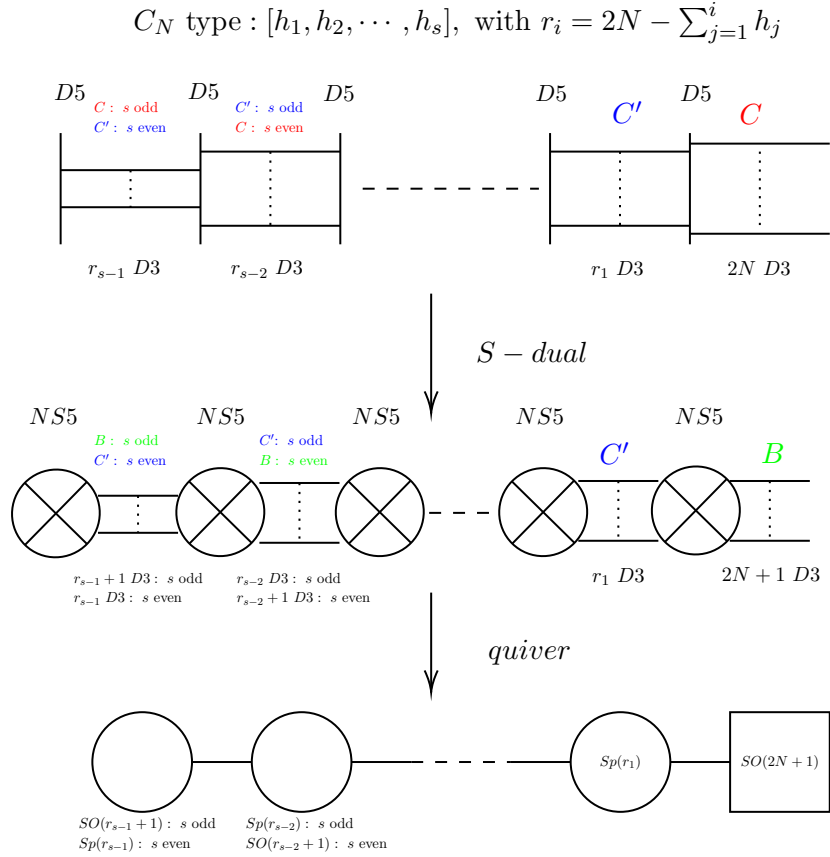 C_N type : [h_1, h_2, ⋯ , h_s], with r_i = 2N − ∑_{j=1}^{i} h_j
D5 D5 D5 D5 D5
C : s odd C′ : s odd C′ C
C′ : s even C : s even
r_{s−1} D3 r_{s−2} D3 r_1 D3 2N D3
S − dual
NS5 NS5 NS5 NS5 NS5
B : s odd C′ : s odd C′ B
C′ : s even B : s even
r_{s−1} + 1 D3 : s odd r_{s−2} D3 : s odd r_1 D3 2N + 1 D3
r_{s−1} D3 : s even r_{s−2} + 1 D3 : s even
quiver
Sp(r_1) SO(2N + 1)
SO(r_{s−1} + 1) : s odd Sp(r_{s−2}) : s odd
Sp(r_{s−1}) : s even SO(r_{s−2} + 1) : s even